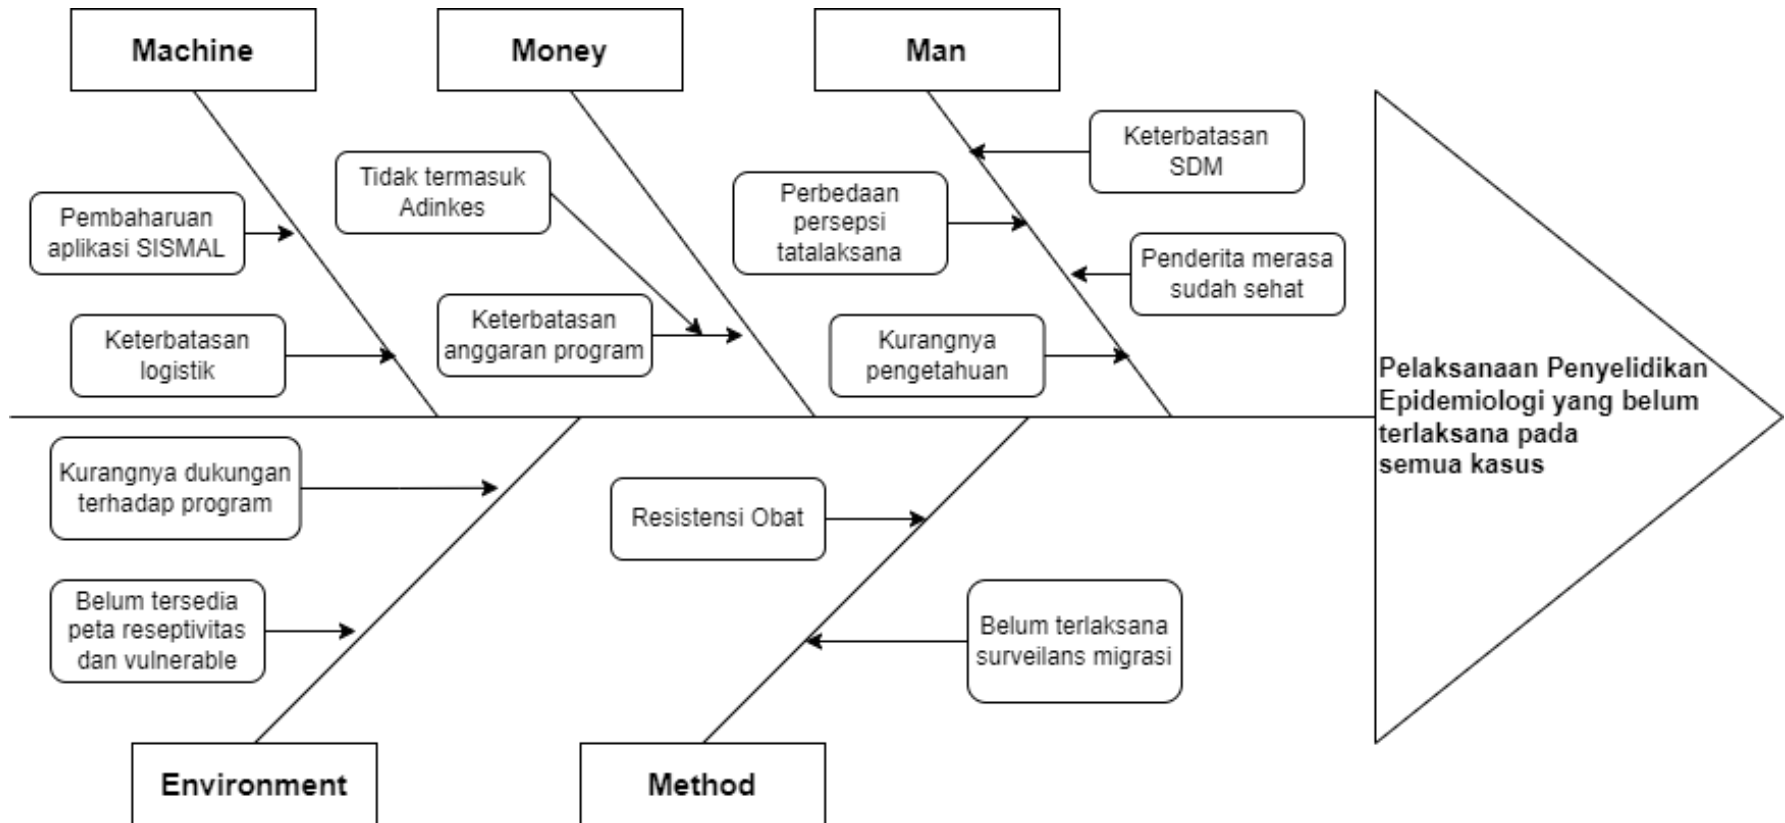 Machine
Money
Man
Keterbatasan
SDM
Tidak termasuk
Adinkes
Perbedaan
persepsi
tatalaksana
Pembaharuan
aplikasi SISMAL
Penderita merasa
sudah sehat
Keterbatasan
anggaran program
Keterbatasan
logistik
Kurangnya
pengetahuan
Pelaksanaan Penyelidikan
Epidemiologi yang belum
terlaksana pada
semua kasus
Kurangnya dukungan
terhadap program
Resistensi Obat
Belum tersedia
peta reseptivitas
dan vulnerable
Belum terlaksana
surveilans migrasi
Environment
Method